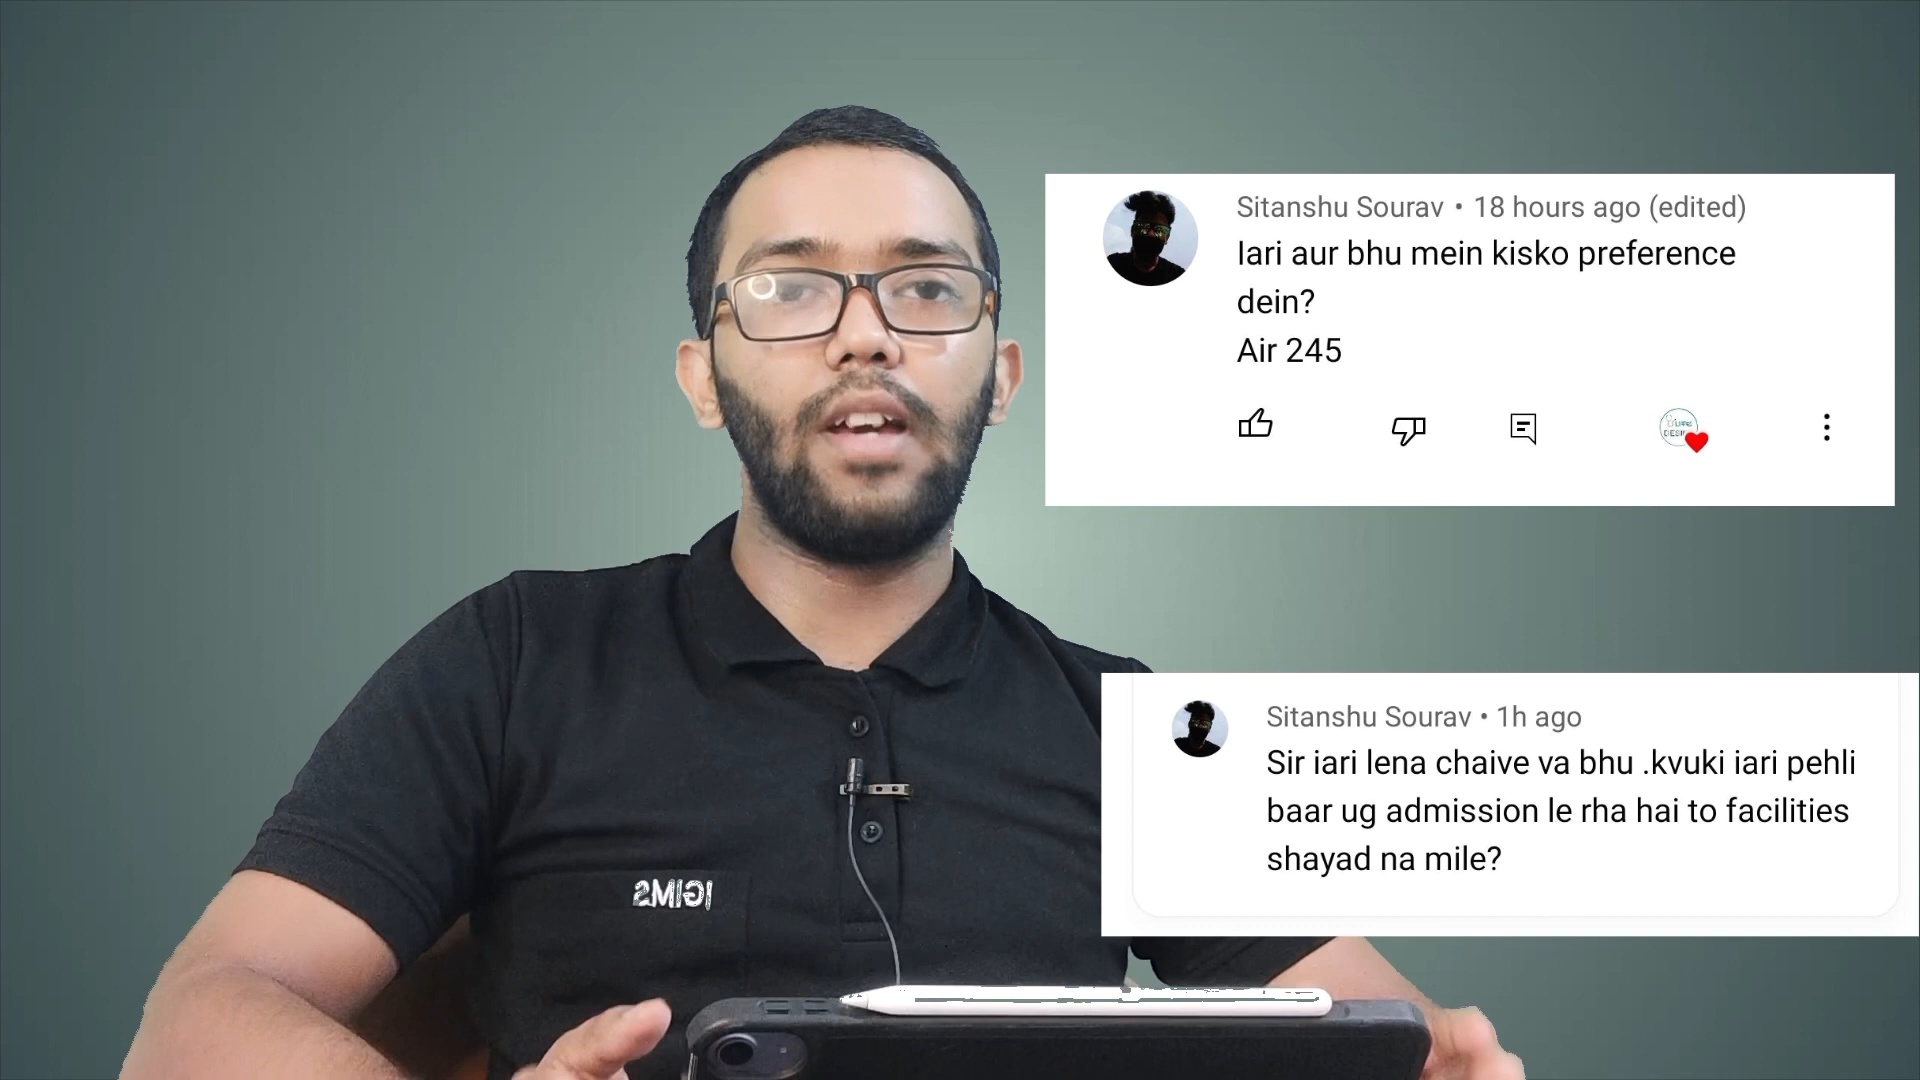 Sitanshu Sourav • 18 hours ago (edited)
Iari aur bhu mein kisko preference
dein?
Air 245
Sitanshu Sourav • 1h ago
Sir iari lena chaive va bhu .kvuki iari pehli
baar ug admission le rha hai to facilities
shayad na mile?
IGIMS